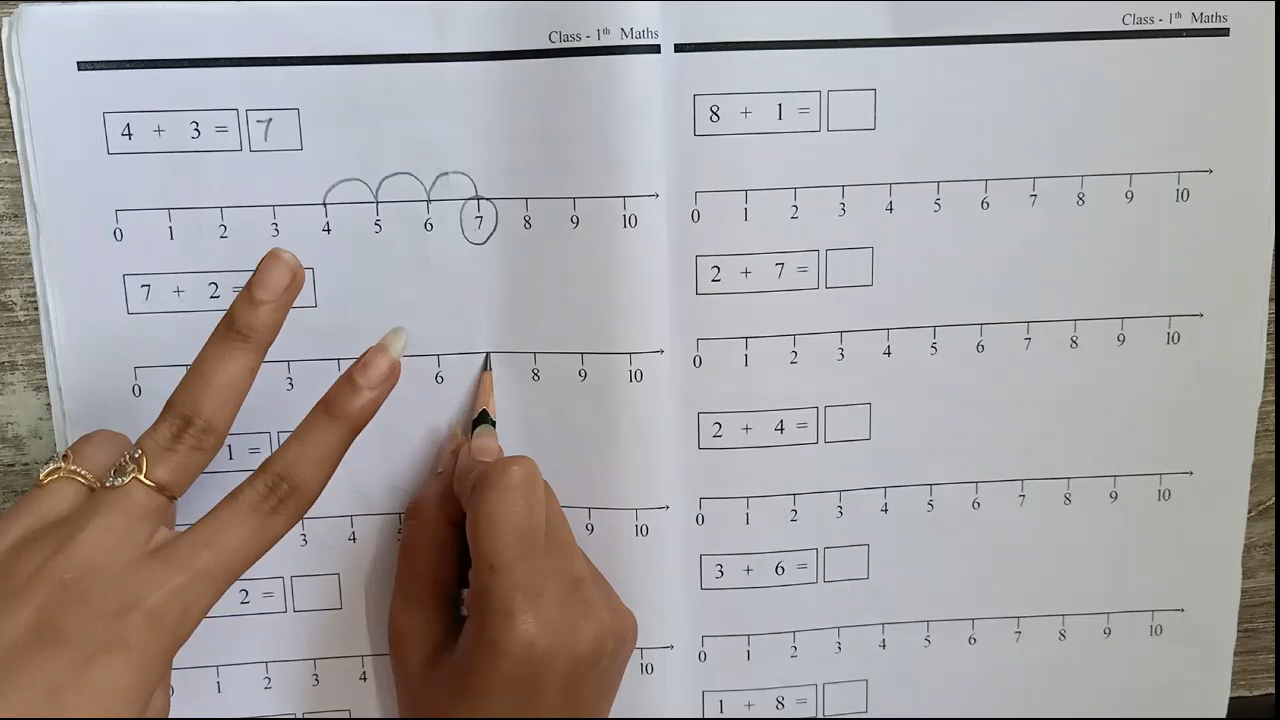 Class - 1th Maths
4 + 3 = 7
0 1 2 3 4 5 6 7 8 9 10
7 + 2 =
0 3 6 8 9 10
1 =
3 4 5 9 10
2 =
1 2 3 4 10
Class - 1th Maths
8 + 1 =
0 1 2 3 4 5 6 7 8 9 10
2 + 7 =
0 1 2 3 4 5 6 7 8 9 10
2 + 4 =
0 1 2 3 4 5 6 7 8 9 10
3 + 6 =
0 1 2 3 4 5 6 7 8 9 10
1 + 8 =